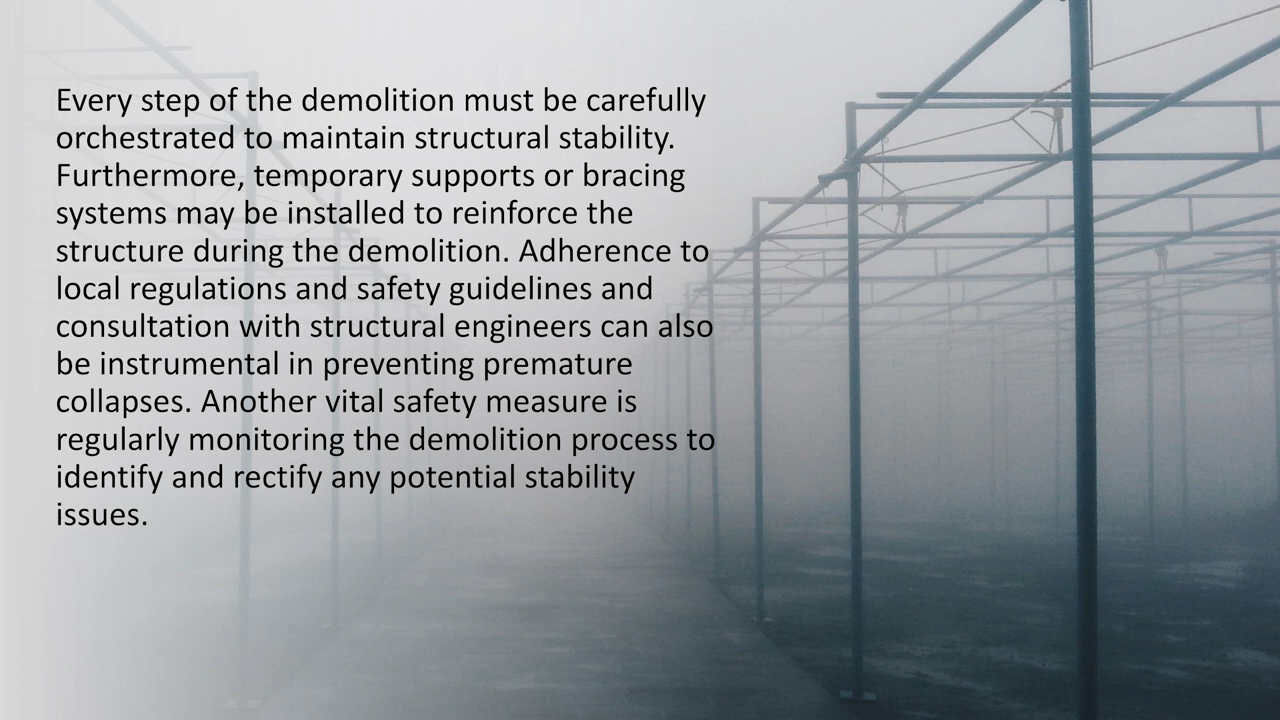 Every step of the demolition must be carefully
orchestrated to maintain structural stability.
Furthermore, temporary supports or bracing
systems may be installed to reinforce the
structure during the demolition. Adherence to
local regulations and safety guidelines and
consultation with structural engineers can also
be instrumental in preventing premature
collapses. Another vital safety measure is
regularly monitoring the demolition process to
identify and rectify any potential stability
issues.